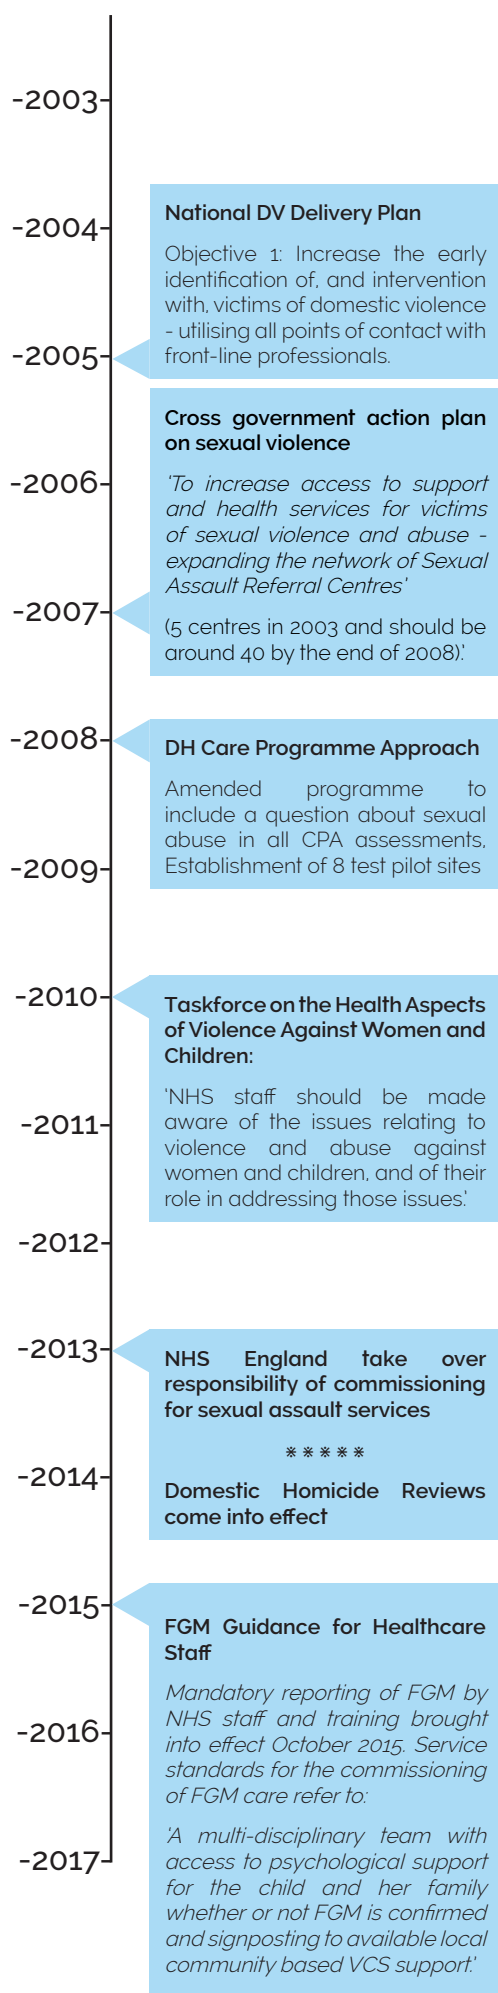 -2003-
-2004-
National DV Delivery Plan
Objective 1: Increase the early
identification of, and intervention
with, victims of domestic violence
- utilising all points of contact with
front-line professionals.
-2005-
Cross government action plan
on sexual violence
-2006-
'To increase access to support
and health services for victims
of sexual violence and abuse -
expanding the network of Sexual
Assault Referral Centres'
-2007-
(5 centres in 2003 and should be
around 40 by the end of 2008).'
-2008-
DH Care Programme Approach
Amended programme to
include a question about sexual
abuse in all CPA assessments,
Establishment of 8 test pilot sites
-2009-
-2010-
Taskforce on the Health Aspects
of Violence Against Women and
Children:
'NHS staff should be made
aware of the issues relating to
violence and abuse against
women and children, and of their
role in addressing those issues.'
-2011-
-2012-
-2013-
NHS England take over
responsibility of commissioning
for sexual assault services
* * * * *
-2014-
Domestic Homicide Reviews
come into effect
-2015-
FGM Guidance for Healthcare
Staff
Mandatory reporting of FGM by
NHS staff and training brought
into effect October 2015. Service
standards for the commissioning
of FGM care refer to:
-2016-
'A multi-disciplinary team with
access to psychological support
for the child and her family
whether or not FGM is confirmed
and signposting to available local
community based VCS support.'
-2017-